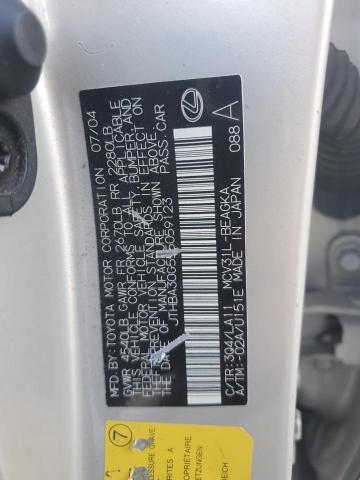 MFD.BY:TOYOTA MOTOR CORPORATION 07/04
GVWR 4540LB GAWR FR 2670LB RR 2280LB
THIS VEHICLE CONFORMS TO ALL APPLICABLE
FEDERAL MOTOR VEHICLE SAFETY, BUMPER, AND
THEFT PREVENTION STANDARDS IN EFFECT ON
THE DATE OF MANUFACTURE SHOWN ABOVE.
PASS.CAR
C/TR:3Q4/LA11 MCV31L-BEAGKA
A/TM:-02A/U151E MADE IN JAPAN
088
A
7